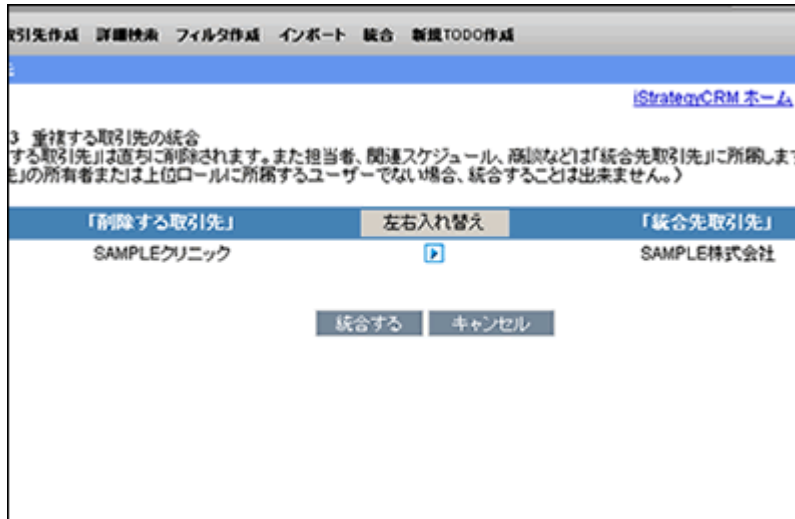 取引先作成 詳細検索 フィルタ作成 インポート 統合 新規TODO作成
iStrategyCRM ホーム
3 重複する取引先の統合
する取引先」は直ちに削除されます。また担当者、関連スケジュール、商談などは「統合先取引先」に所属しま
の所有者または上位ロールに所属するユーザーでない場合、統合することは出来ません。）
「削除する取引先」 左右入れ替え 「統合先取引先」
SAMPLEクリニック SAMPLE株式会社
統合する キャンセル